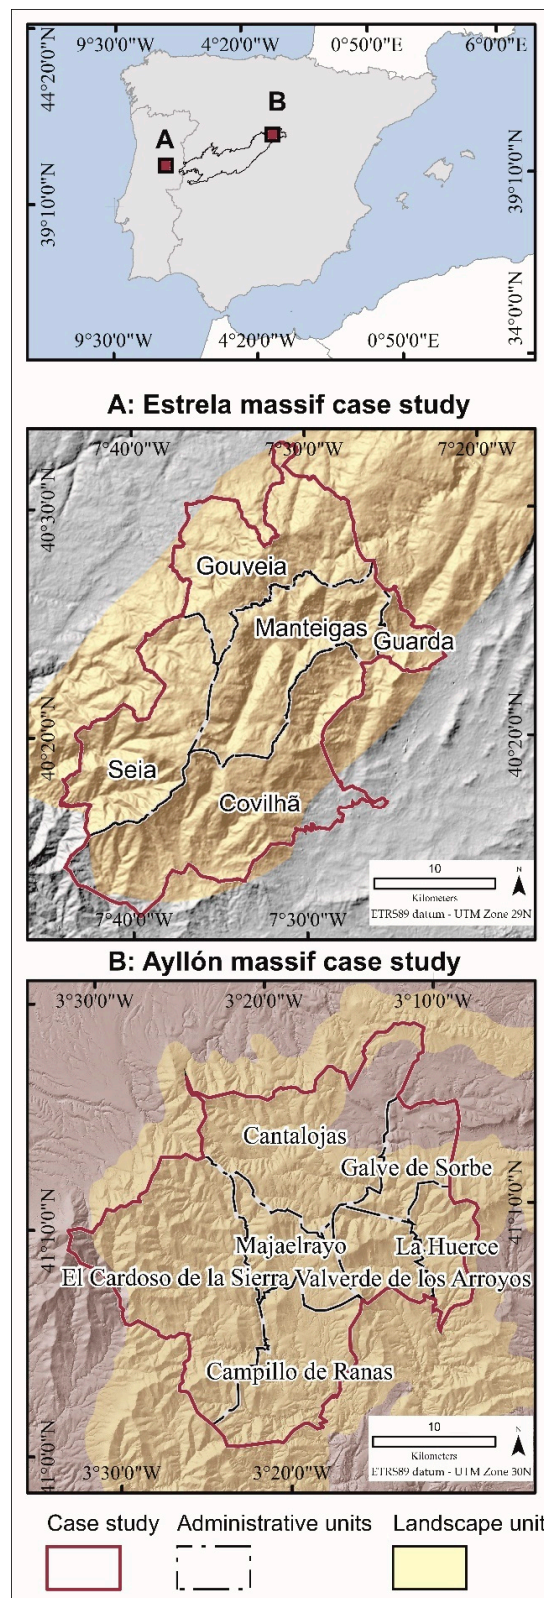 9°30'0"W 4°20'0"W 0°50'0"E 6°0'0"E
44°20'0"N
B
A
39°10'0"N
39°10'0"N
34°0'0"N
9°30'0"W 4°20'0"W 0°50'0"E
A: Estrela massif case study
7°40'0"W 7°30'0"W 7°20'0"W
40°30'0"N
Gouveia
Manteigas
Guarda
40°20'0"N
40°20'0"N
Seia
Covilhã
10
N
Kilometers
ETRS89 datum - UTM Zone 29N
7°40'0"W 7°30'0"W
B: Ayllón massif case study
3°30'0"W 3°20'0"W 3°10'0"W
Cantalojas
Galve de Sorbe
41°10'0"N
41°10'0"N
Majaelrayo
La Huerce
El Cardoso de la Sierra Valverde de los Arroyos
Campillo de Ranas
10
N
Kilometers
ETRS89 datum - UTM Zone 30N
41°0'0"N
3°30'0"W 3°20'0"W
Case study Administrative units Landscape unit